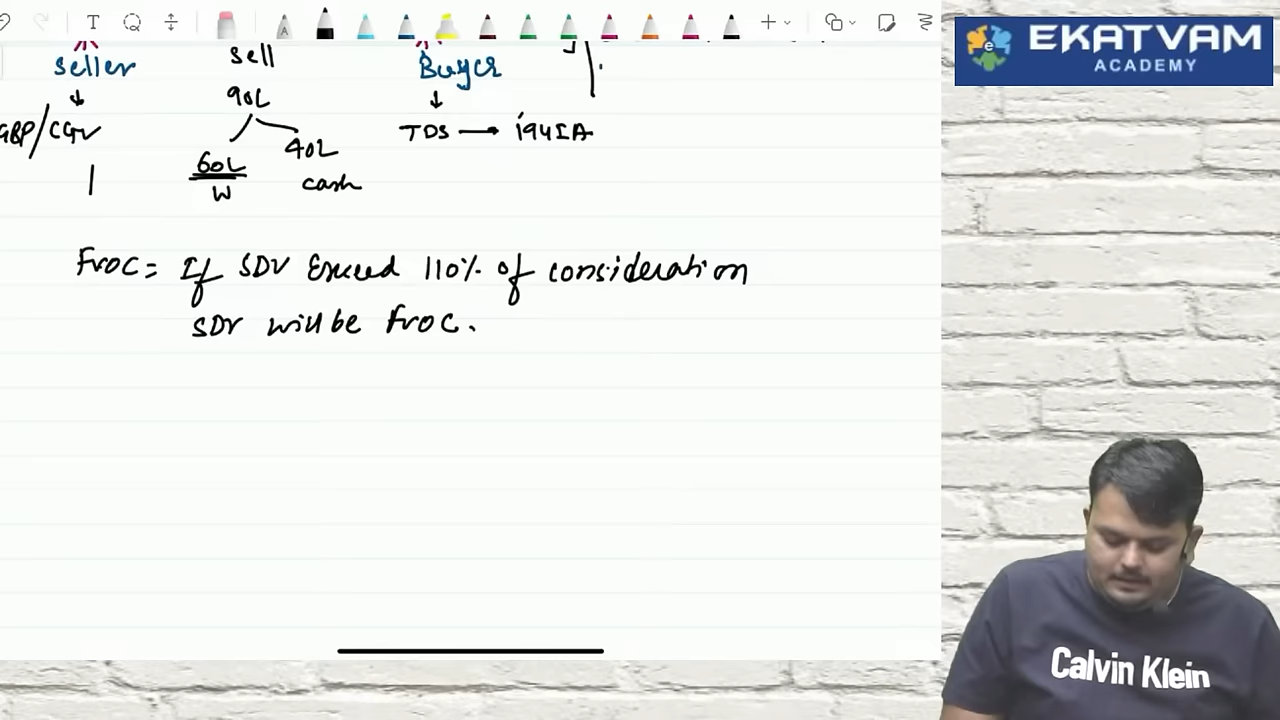 EKATVAM
ACADEMY
seller
sell
Buyer
90L
GBP/CG
TDS → 194IA
60L
40L
W
cash
FVOC = If SDV Exceed 110% of consideration
SDV will be FVOC.
Calvin Klein